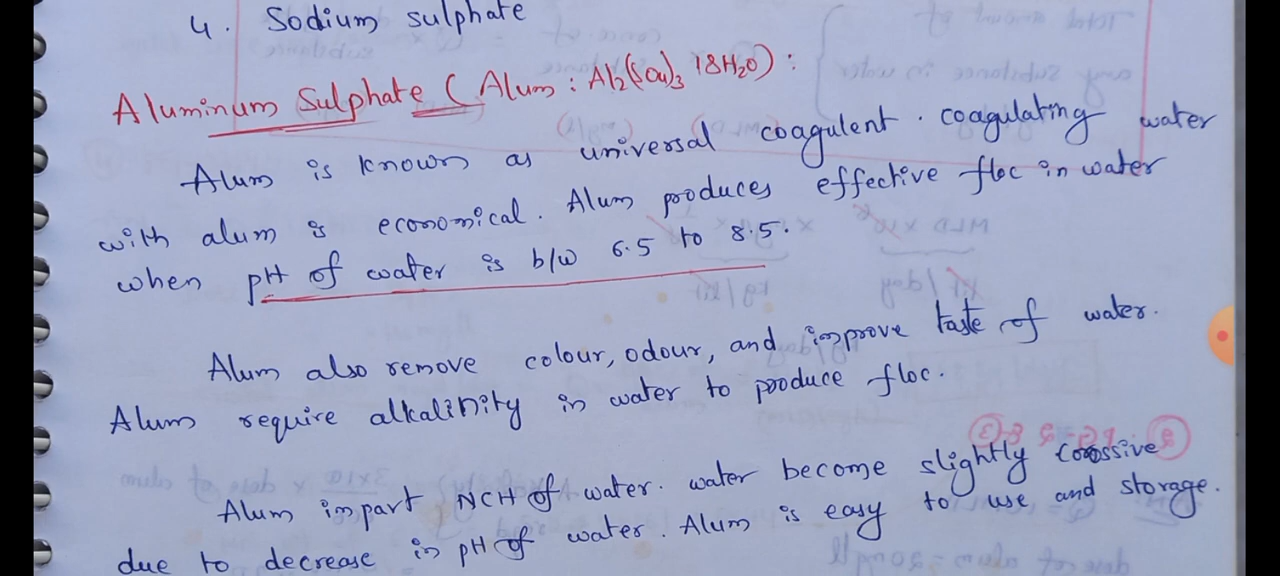 4. Sodium sulphate
Aluminum Sulphate (Alum : Al2(SO4)3 18H2O) :
Alum is known as universal coagulent. coagulating water
with alum is economical. Alum produces effective floc in water
when pH of water is b/w 6.5 to 8.5.
Alum also remove colour, odour, and improve taste of water.
Alum require alkalinity in water to produce floc.
Alum impart NCH of water. water become slightly corossive
due to decrease in pH of water. Alum is easy to use and storage.